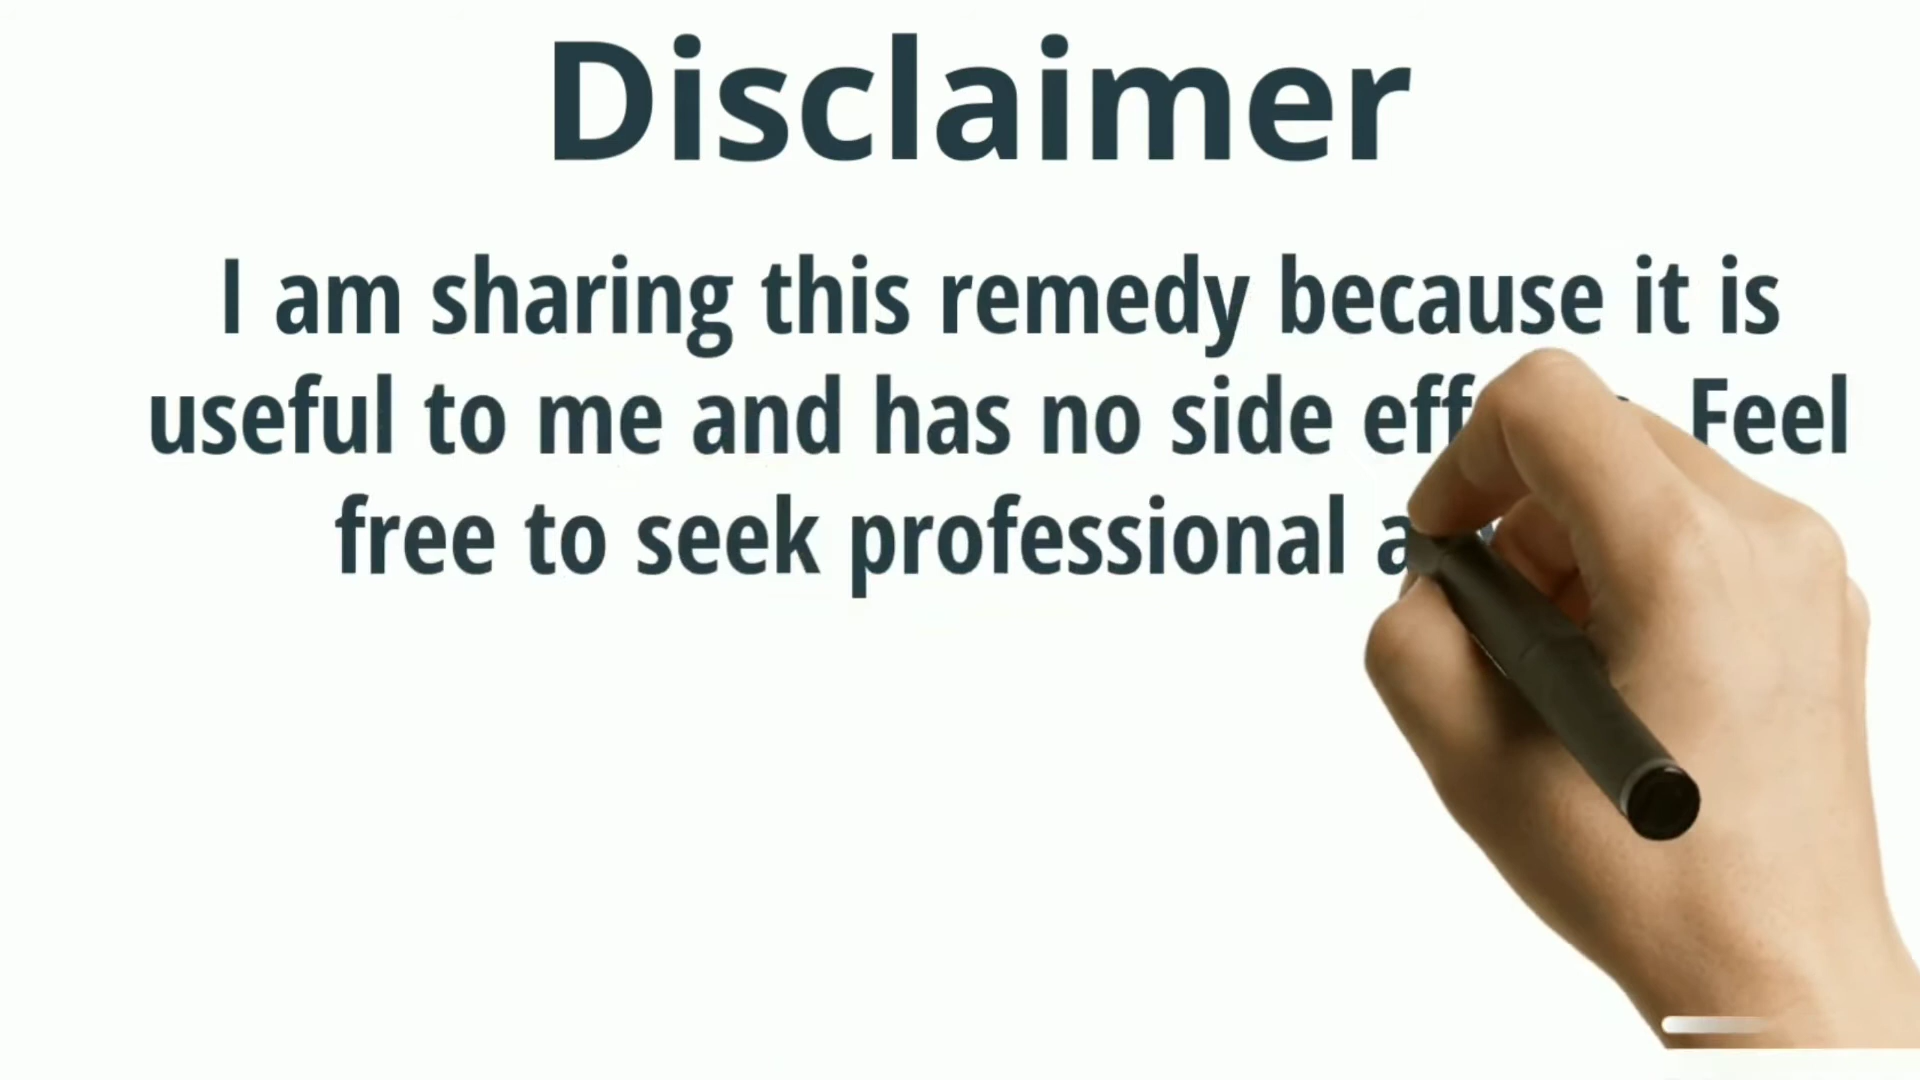 Disclaimer
I am sharing this remedy because it is
useful to me and has no side Feel
free to seek professional